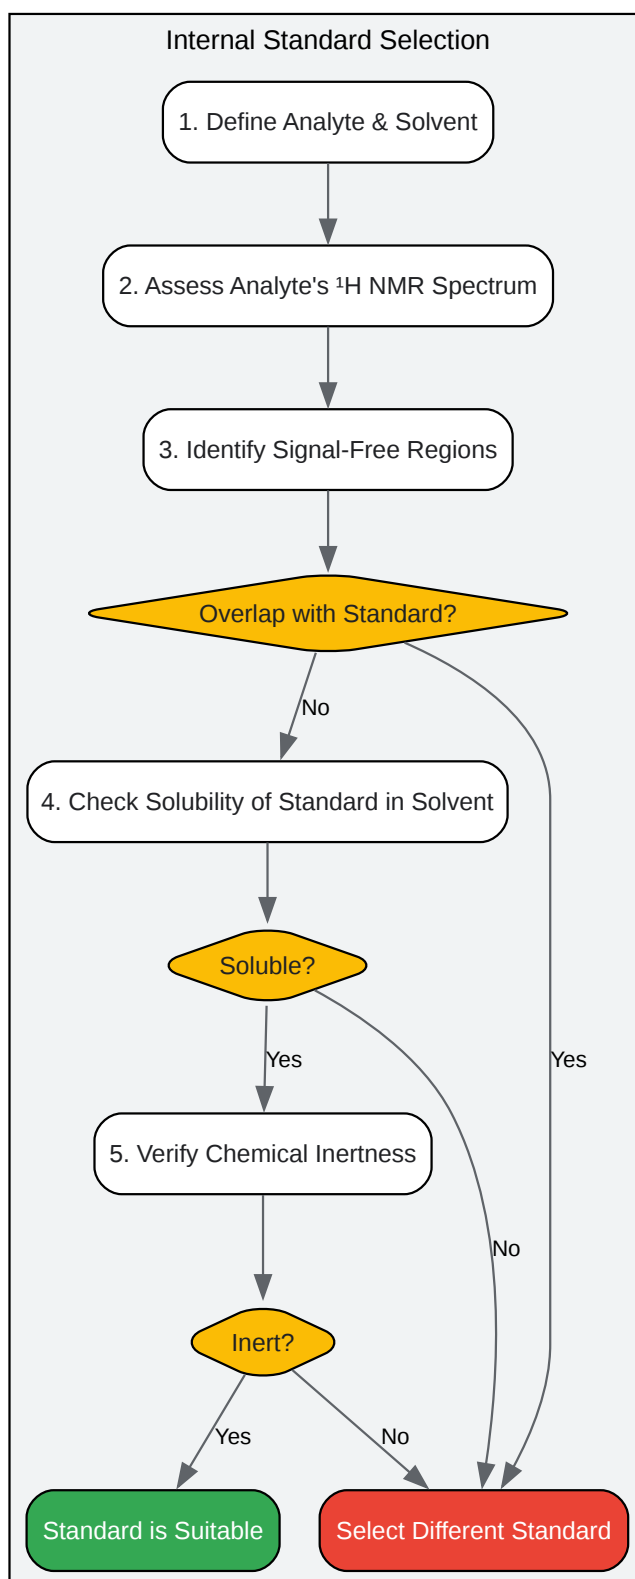 Internal Standard Selection
1. Define Analyte & Solvent
2. Assess Analyte's ¹H NMR Spectrum
3. Identify Signal-Free Regions
Overlap with Standard?
No
4. Check Solubility of Standard in Solvent
Soluble?
Yes
Yes
5. Verify Chemical Inertness
No
Inert?
Yes
No
Standard is Suitable
Select Different Standard